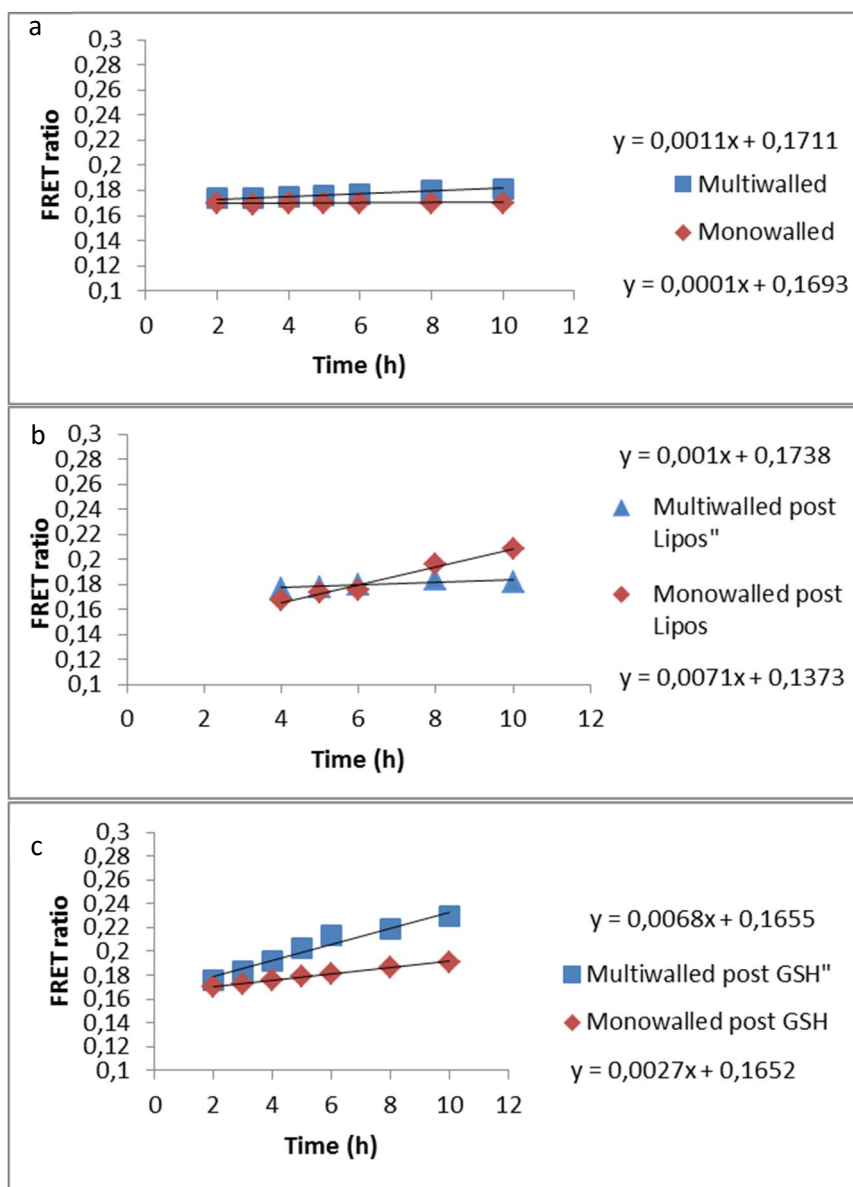 a
0,3
0,28
0,26
0,24
0,22
0,2
0,18
0,16
0,14
0,12
0,1
FRET ratio
0 2 4 6 8 10 12
Time (h)
y = 0,0011x + 0,1711
Multiwalled
Monowalled
y = 0,0001x + 0,1693
b
0,3
0,28
0,26
0,24
0,22
0,2
0,18
0,16
0,14
0,12
0,1
FRET ratio
0 2 4 6 8 10 12
Time (h)
y = 0,001x + 0,1738
Multiwalled post
Lipos"
Monowalled post
Lipos
y = 0,0071x + 0,1373
c
0,3
0,28
0,26
0,24
0,22
0,2
0,18
0,16
0,14
0,12
0,1
FRET ratio
0 2 4 6 8 10 12
Time (h)
y = 0,0068x + 0,1655
Multiwalled post GSH"
Monowalled post GSH
y = 0,0027x + 0,1652